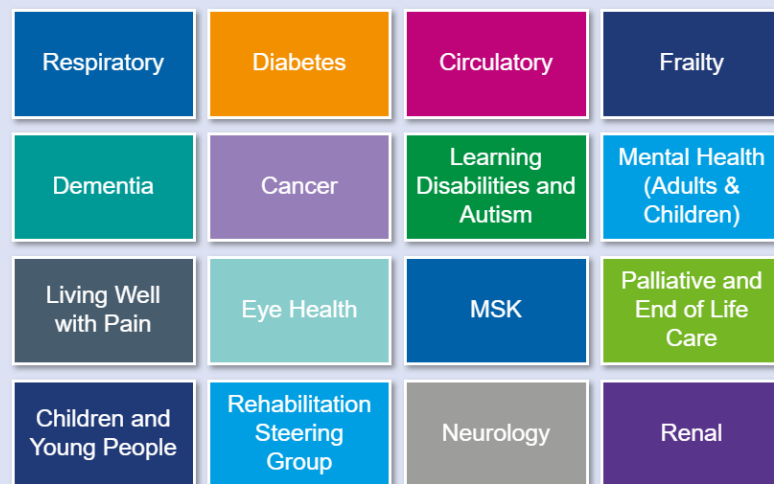 Respiratory
Diabetes
Circulatory
Frailty
Dementia
Cancer
Learning
Disabilities and
Autism
Mental Health
(Adults &
Children)
Living Well
with Pain
Eye Health
MSK
Palliative and
End of Life
Care
Children and
Young People
Rehabilitation
Steering
Group
Neurology
Renal